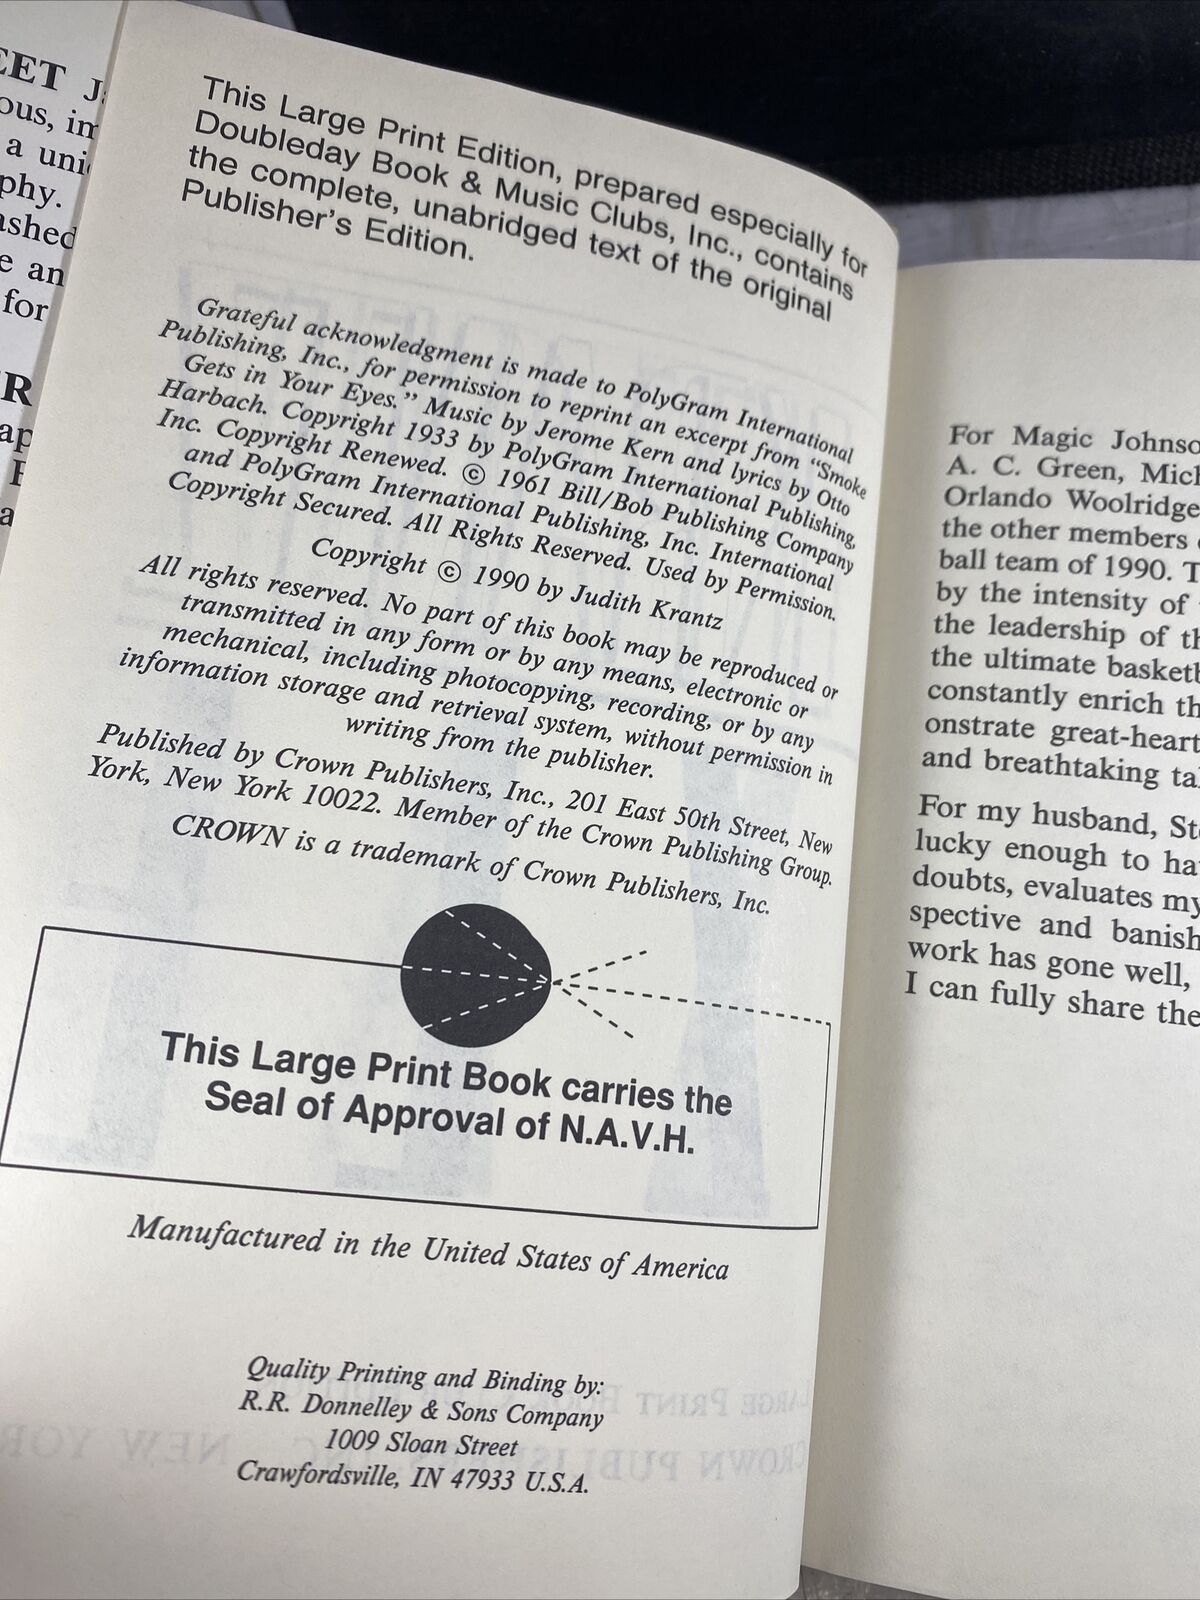 EET
ous,
a
phy.
ashed
e an
for
This Large Print Edition, prepared especially for
Doubleday Book & Music Clubs, Inc., contains
the complete, unabridged text of the original
Publisher's Edition.
Grateful acknowledgment is made to PolyGram International
Publishing, Inc., for permission to reprint an excerpt from "Smoke
Gets in Your Eyes." Music by Jerome Kern and lyrics by Otto
Harbach. Copyright 1933 by PolyGram International Publishing,
Inc. Copyright Renewed. © 1961 Bill/Bob Publishing Company
and PolyGram International Publishing, Inc. International
Copyright Secured. All Rights Reserved. Used by Permission.
Copyright © 1990 by Judith Krantz
All rights reserved. No part of this book may be reproduced or
transmitted in any form or by any means, electronic or
mechanical, including photocopying, recording, or by any
information storage and retrieval system, without permission in
writing from the publisher.
Published by Crown Publishers, Inc., 201 East 50th Street, New
York, New York 10022. Member of the Crown Publishing Group.
CROWN is a trademark of Crown Publishers, Inc.
This Large Print Book carries the
Seal of Approval of N.A.V.H.
Manufactured in the United States of America
Quality Printing and Binding by:
R.R. Donnelley & Sons Company
1009 Sloan Street
Crawfordsville, IN 47933 U.S.A.
For Magic Johnso
A. C. Green, Mich
Orlando Woolridge
the other members
ball team of 1990. T
by the intensity of
the leadership of th
the ultimate basketb
constantly enrich th
onstrate great-heart
and breathtaking tal
For my husband, Ste
lucky enough to ha
doubts, evaluates my
spective and banish
work has gone well,
I can fully share the